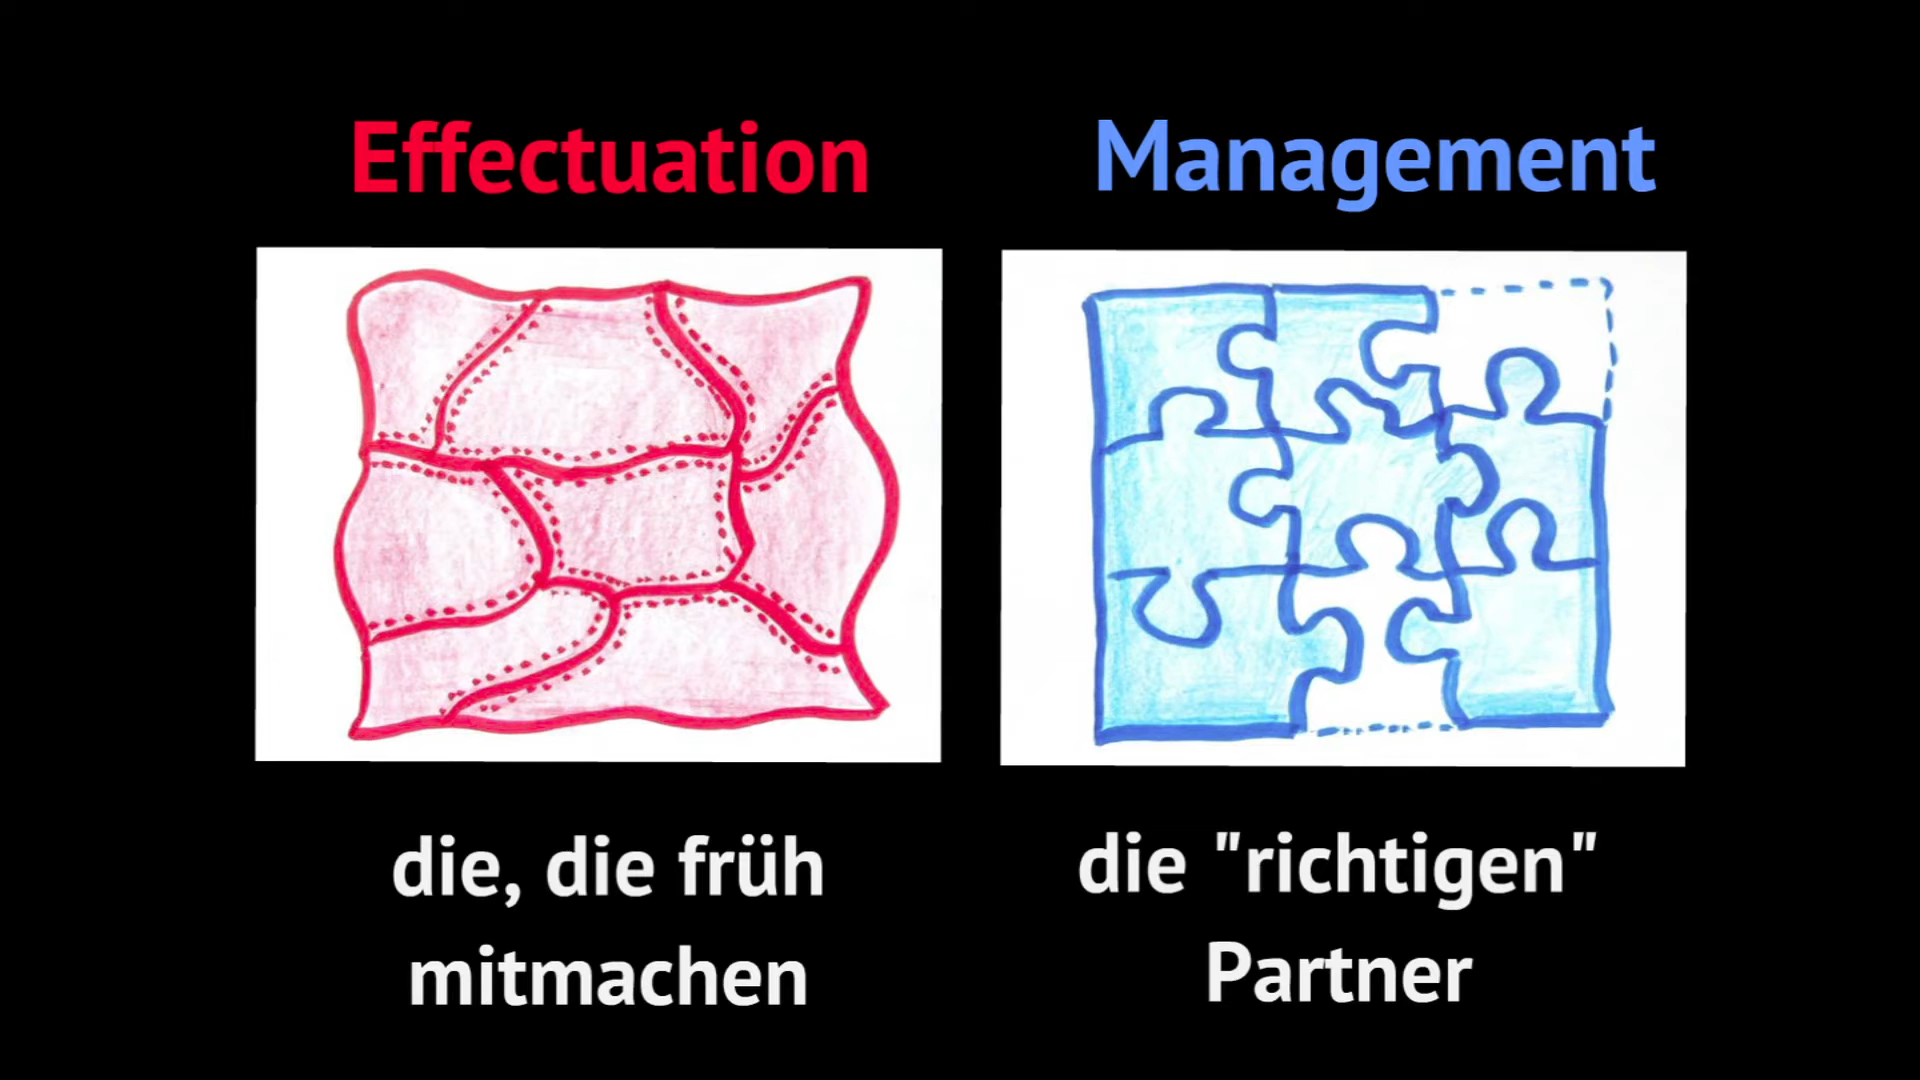 Effectuation
Management
die, die früh
mitmachen
die "richtigen"
Partner